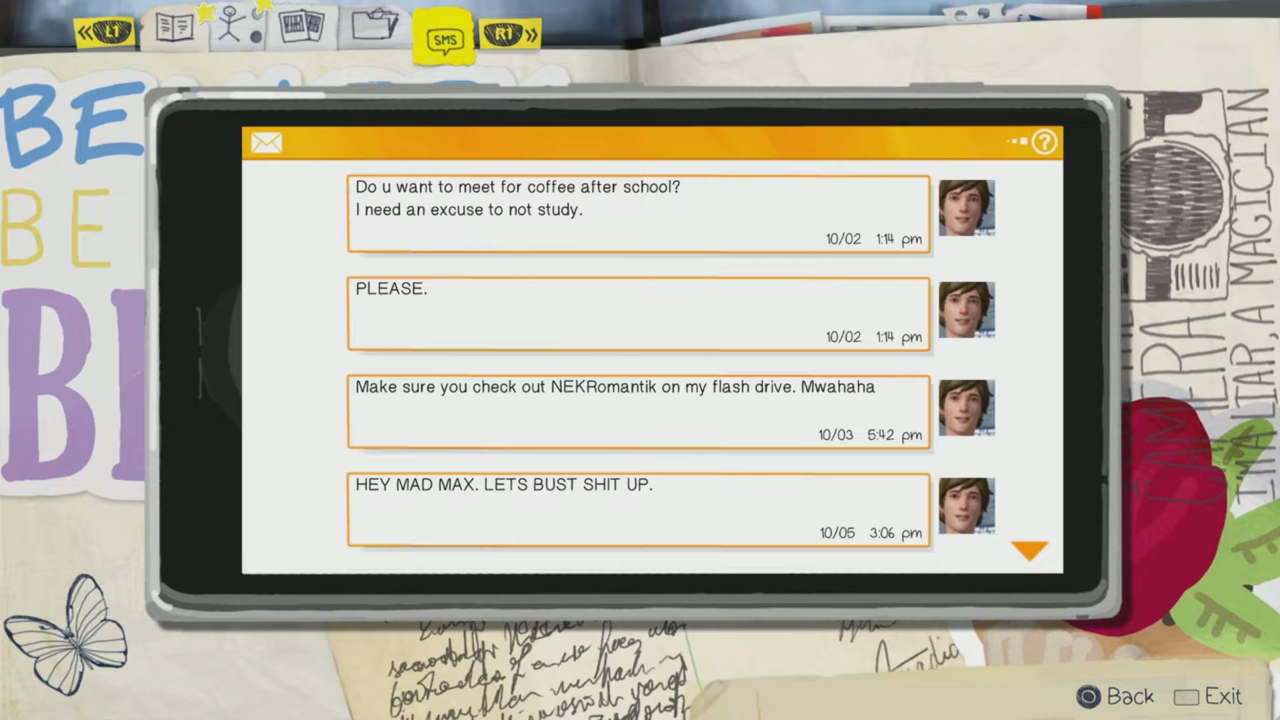 L1
SMS
R1
BE
BE
Do u want to meet for coffee after school?
I need an excuse to not study.
10/02 1:14 pm
PLEASE.
10/02 1:14 pm
Make sure you check out NEKRomantik on my flash drive. Mwahaha
10/03 5:42 pm
HEY MAD MAX. LETS BUST SHIT UP.
10/05 3:06 pm
CAMERA
LIAR, A MAGICIAN
Back
Exit